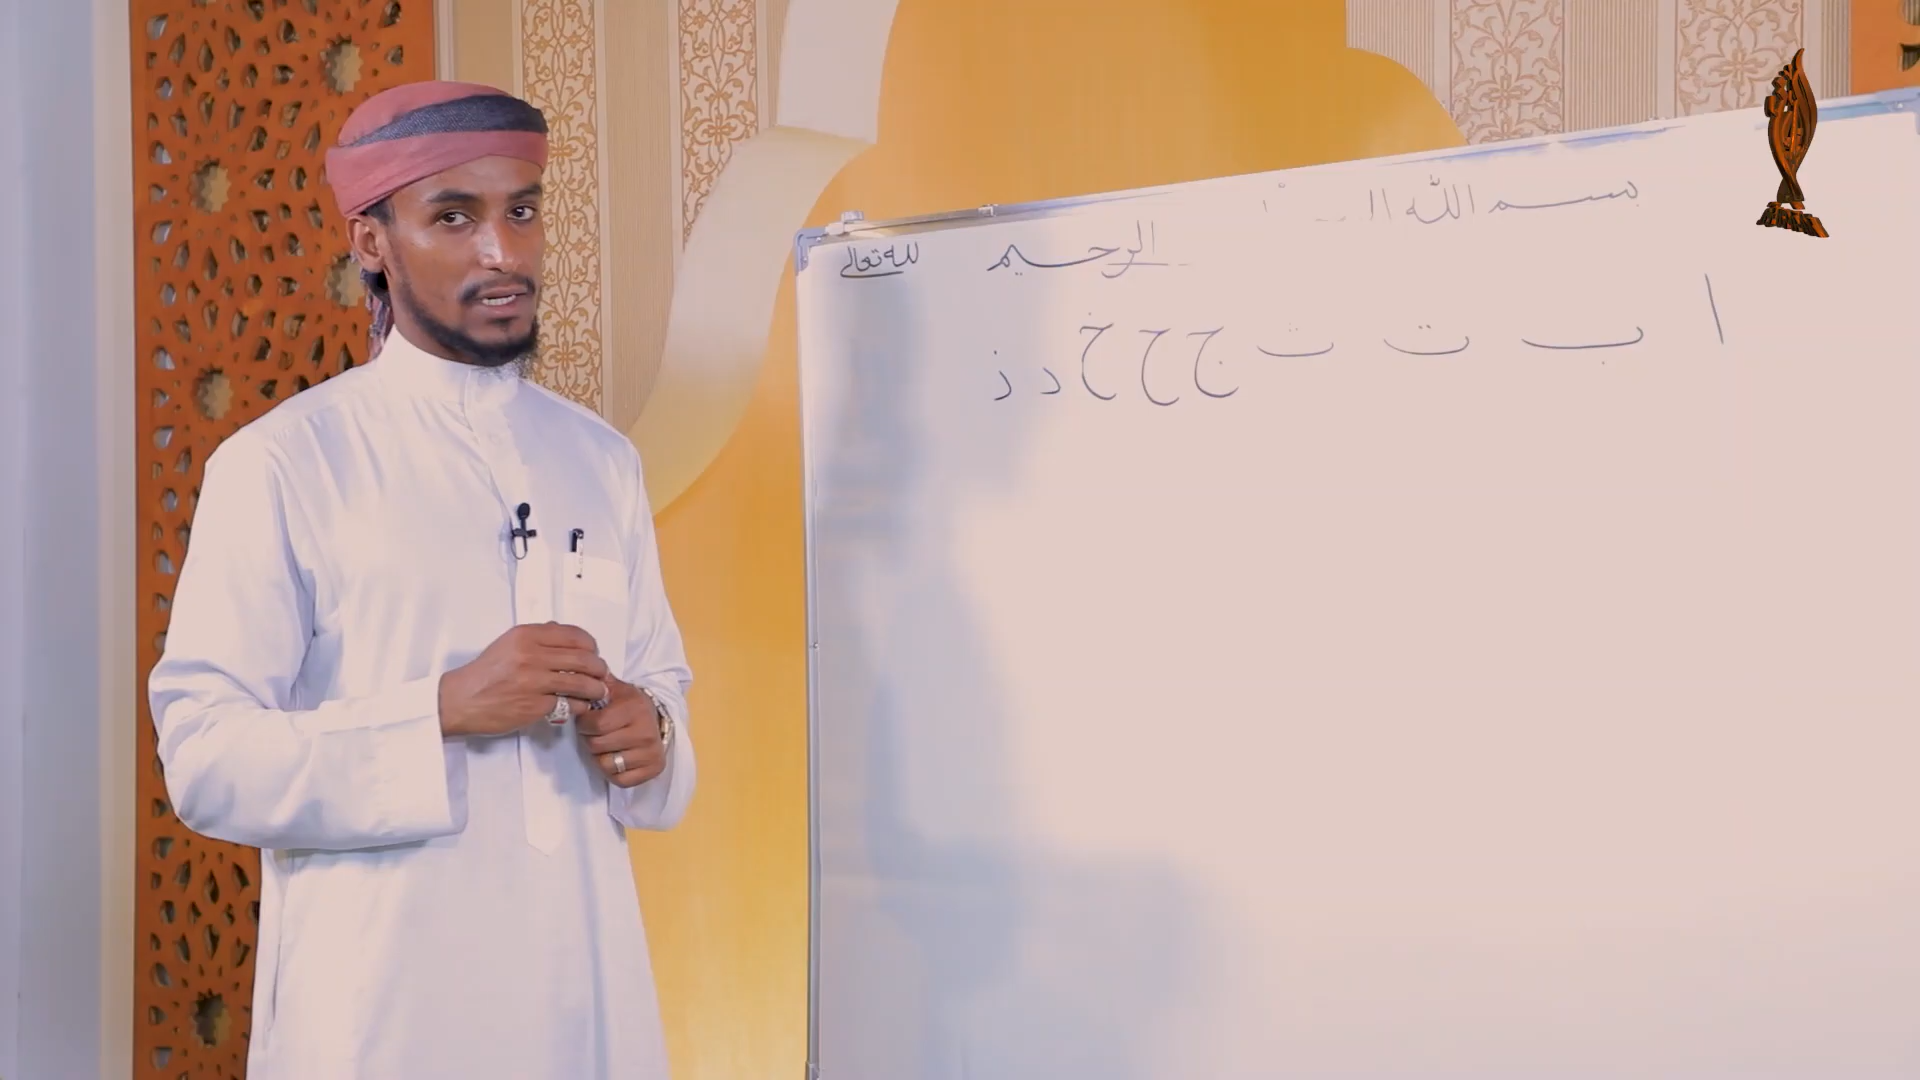 بسم الله الرحيم
لله تعالى
ا ب ت ث ج ح خ د ذ